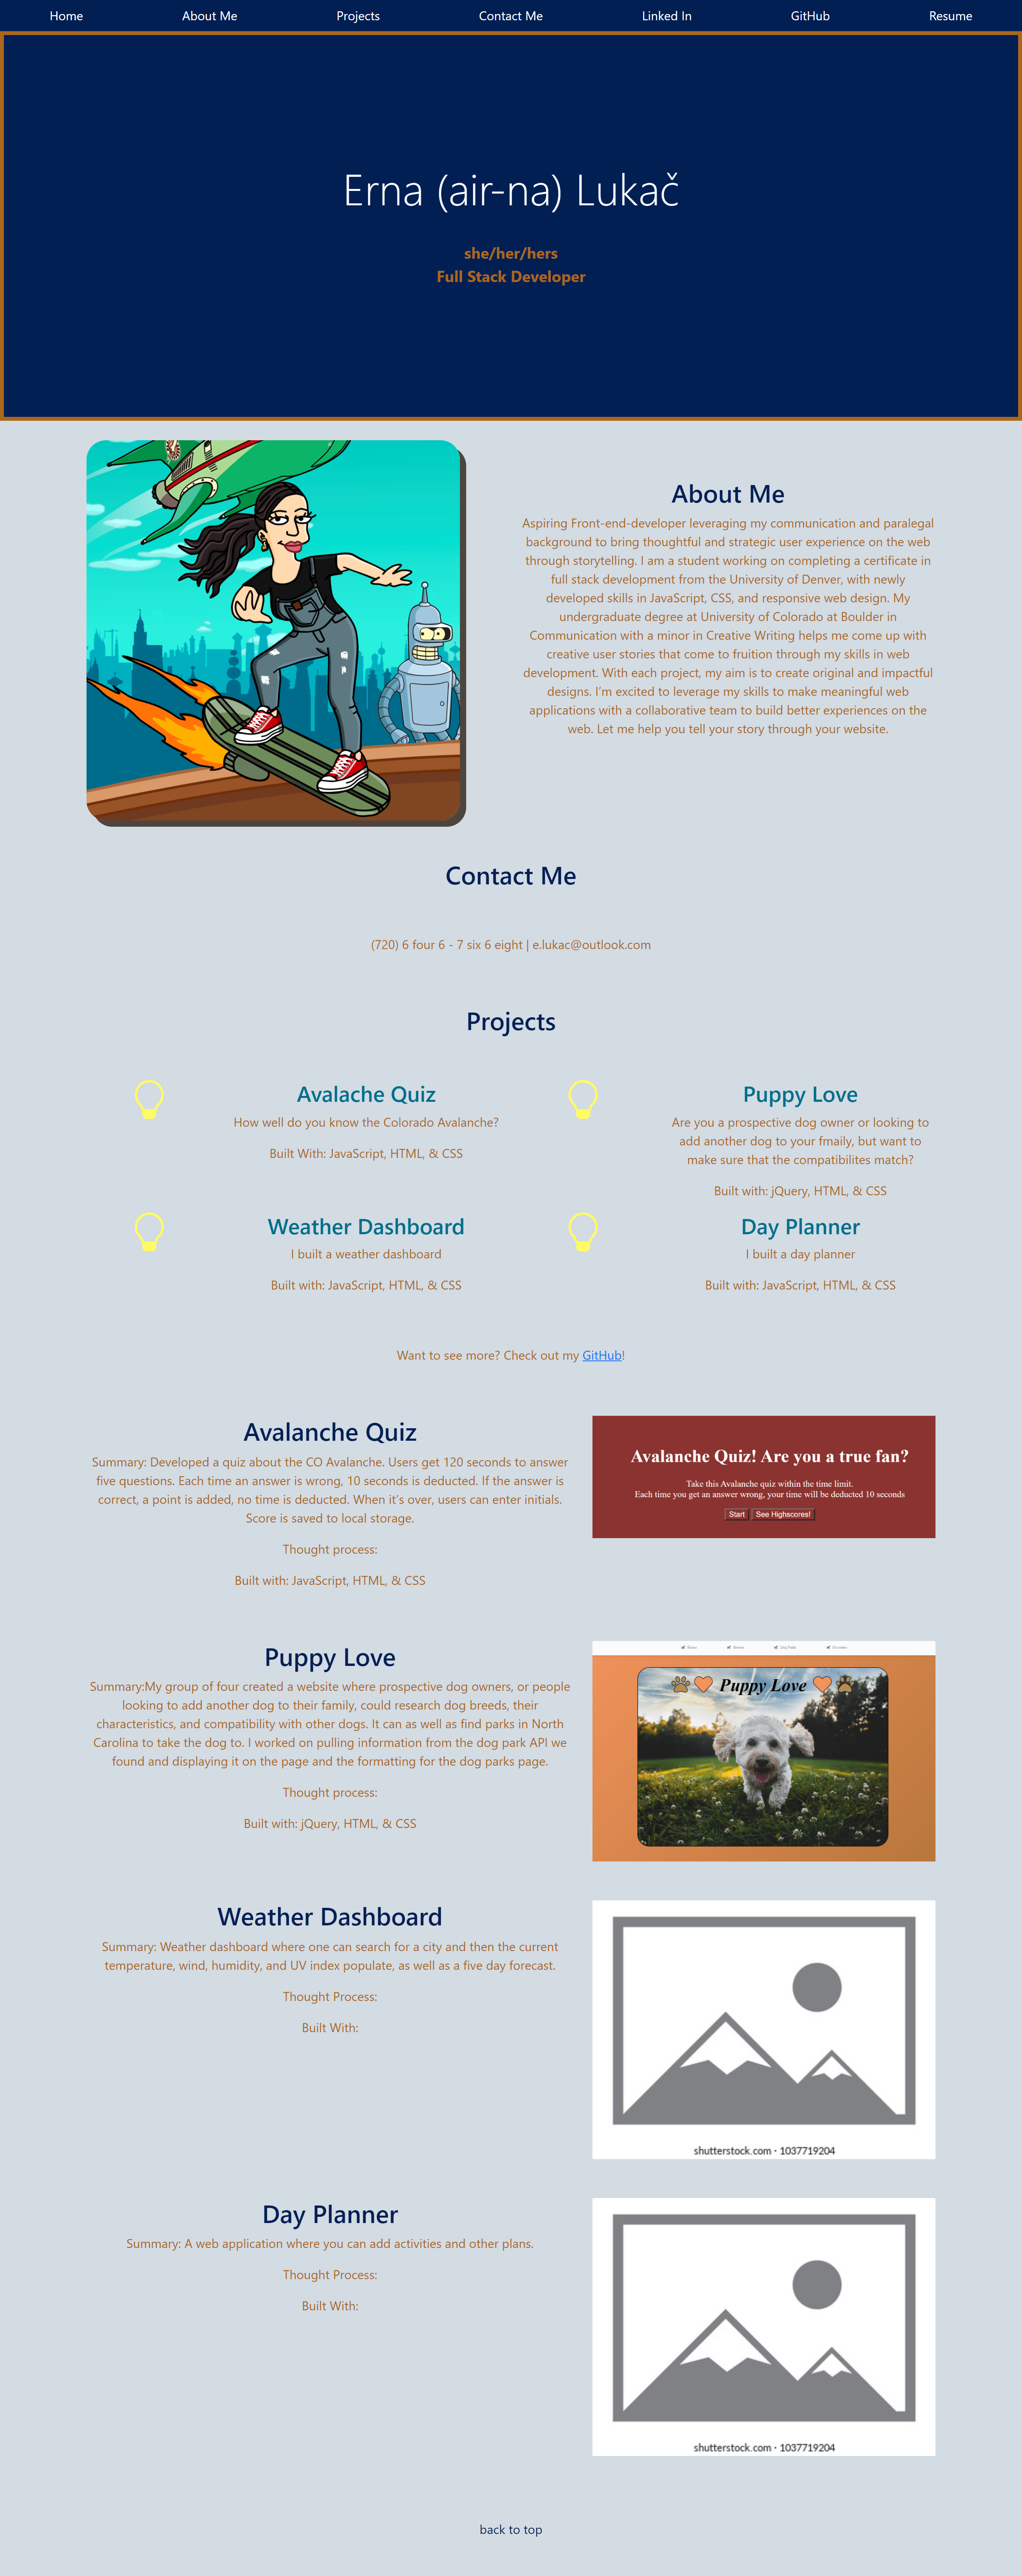 Home About Me Projects Contact Me Linked In GitHub Resume
Erna (air-na) Lukač
she/her/hers
Full Stack Developer
About Me
Aspiring Front-end-developer leveraging my communication and paralegal
background to bring thoughtful and strategic user experience on the web
through storytelling. I am a student working on completing a certificate in
full stack development from the University of Denver, with newly
developed skills in JavaScript, CSS, and responsive web design. My
undergraduate degree at University of Colorado at Boulder in
Communication with a minor in Creative Writing helps me come up with
creative user stories that come to fruition through my skills in web
development. With each project, my aim is to create original and impactful
designs. I’m excited to leverage my skills to make meaningful web
applications with a collaborative team to build better experiences on the
web. Let me help you tell your story through your website.
Contact Me
(720) 6 four 6 - 7 six 6 eight | e.lukac@outlook.com
Projects
Avalache Quiz
How well do you know the Colorado Avalanche?
Built With: JavaScript, HTML, & CSS
Puppy Love
Are you a prospective dog owner or looking to
add another dog to your fmaily, but want to
make sure that the compatibilites match?
Built with: jQuery, HTML, & CSS
Weather Dashboard
I built a weather dashboard
Built with: JavaScript, HTML, & CSS
Day Planner
I built a day planner
Built with: JavaScript, HTML, & CSS
Want to see more? Check out my GitHub!
Avalanche Quiz
Summary: Developed a quiz about the CO Avalanche. Users get 120 seconds to answer
five questions. Each time an answer is wrong, 10 seconds is deducted. If the answer is
correct, a point is added, no time is deducted. When it’s over, users can enter initials.
Score is saved to local storage.
Thought process:
Built with: JavaScript, HTML, & CSS
Avalanche Quiz! Are you a true fan?
Take this Avalanche quiz within the time limit.
Each time you get an answer wrong, your time will be deducted 10 seconds
Start See Highscores!
Puppy Love
Summary:My group of four created a website where prospective dog owners, or people
looking to add another dog to their family, could research dog breeds, their
characteristics, and compatibility with other dogs. It can as well as find parks in North
Carolina to take the dog to. I worked on pulling information from the dog park API we
found and displaying it on the page and the formatting for the dog parks page.
Thought process:
Built with: jQuery, HTML, & CSS
Home Breeds Dog Parks Favorites
Puppy Love
Weather Dashboard
Summary: Weather dashboard where one can search for a city and then the current
temperature, wind, humidity, and UV index populate, as well as a five day forecast.
Thought Process:
Built With:
shutterstock.com · 1037719204
Day Planner
Summary: A web application where you can add activities and other plans.
Thought Process:
Built With:
shutterstock.com · 1037719204
back to top